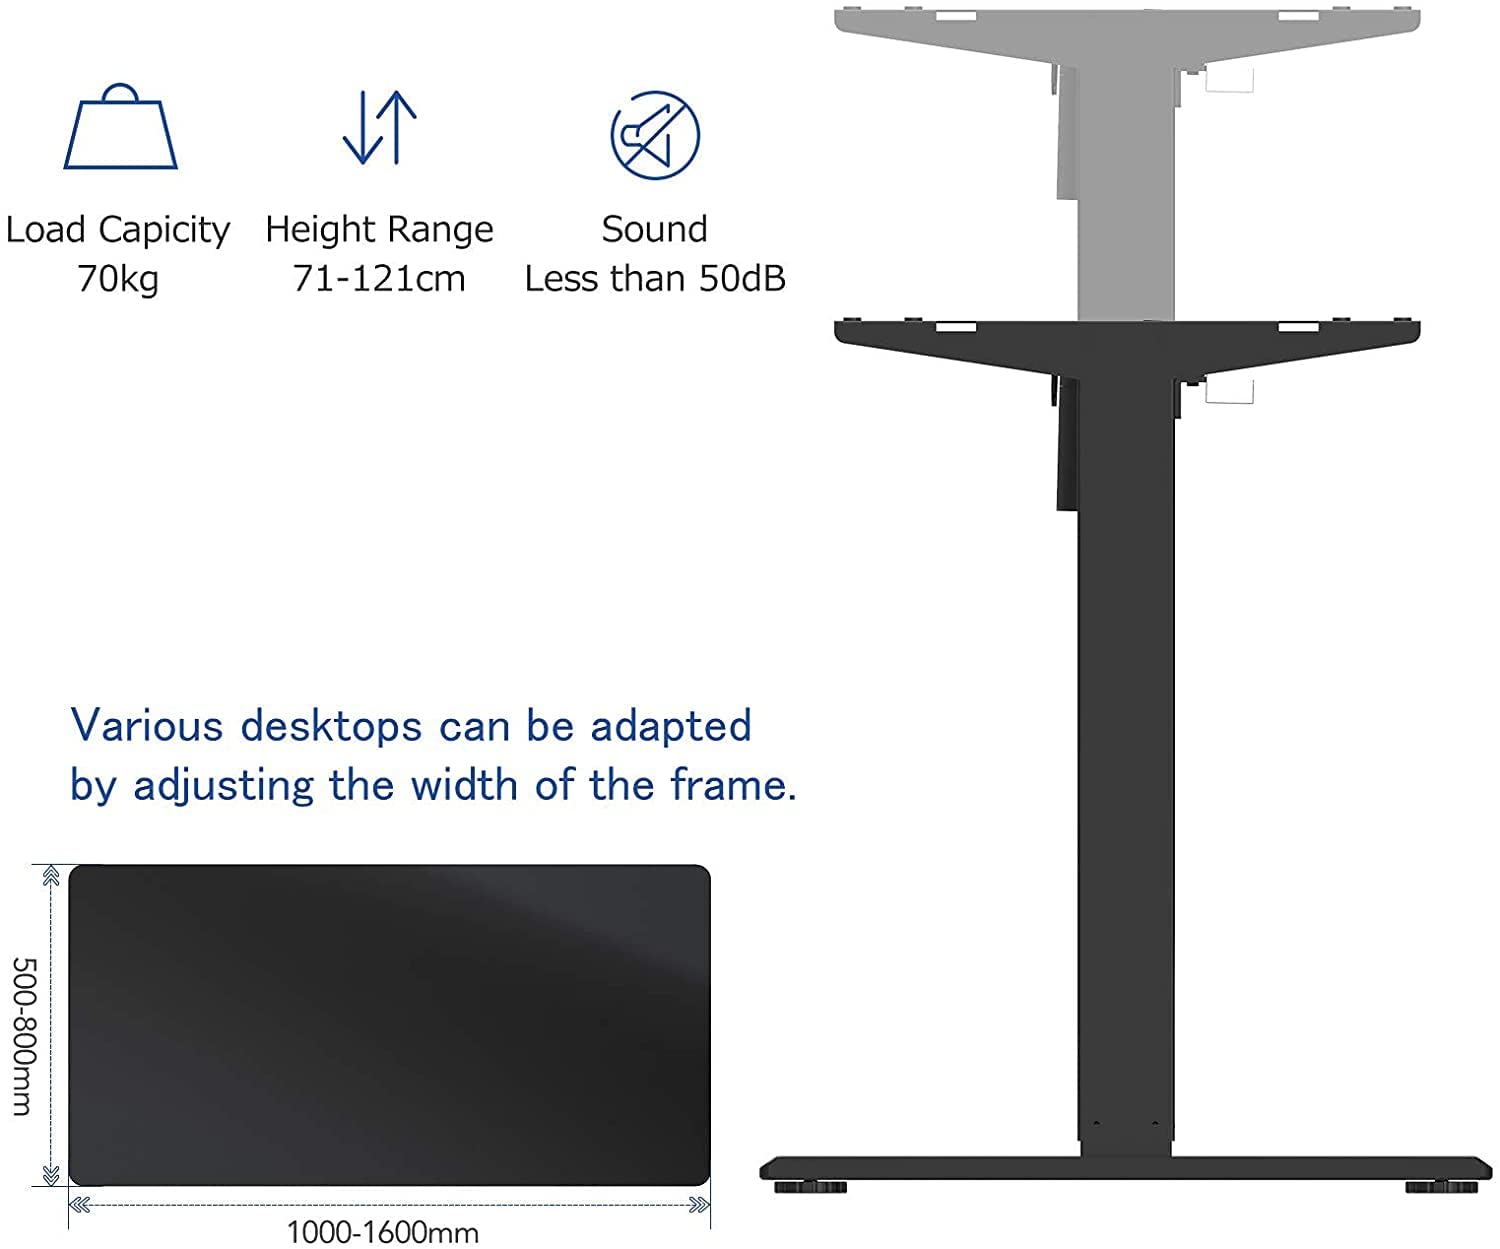 Load Capicity
70kg
Height Range
71-121cm
Sound
Less than 50dB
Various desktops can be adapted
by adjusting the width of the frame.
500-800mm
1000-1600mm